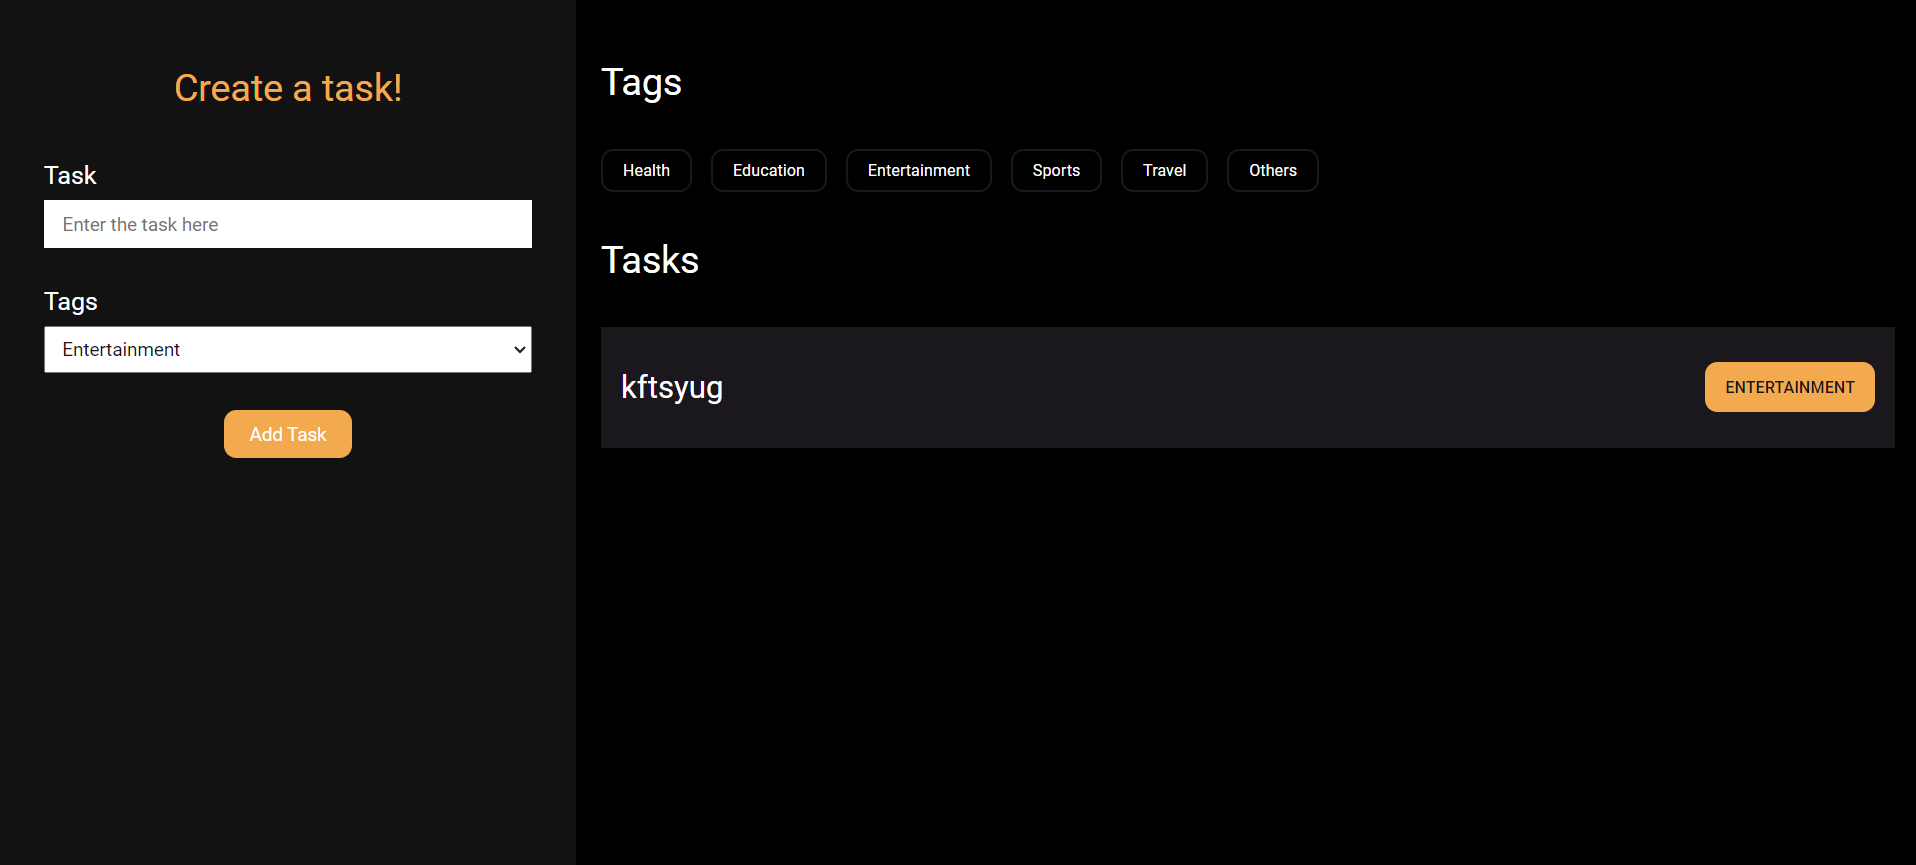 Create a task!
Task
Enter the task here
Tags
Entertainment
Add Task
Tags
Health Education Entertainment Sports Travel Others
Tasks
kftsyug ENTERTAINMENT